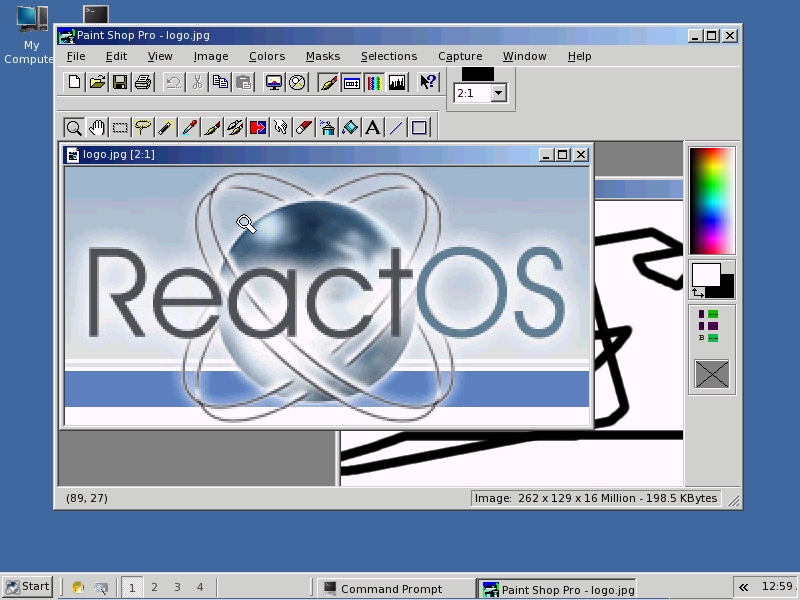 My
Compute
Paint Shop Pro - logo.jpg
File Edit View Image Colors Masks Selections Capture Window Help
2:1
A
logo.jpg [2:1]
ReactOS
B
(89, 27)
Image: 262 x 129 x 16 Million - 198.5 KBytes
Start 1 2 3 4 Command Prompt Paint Shop Pro - logo.jpg « 12:59